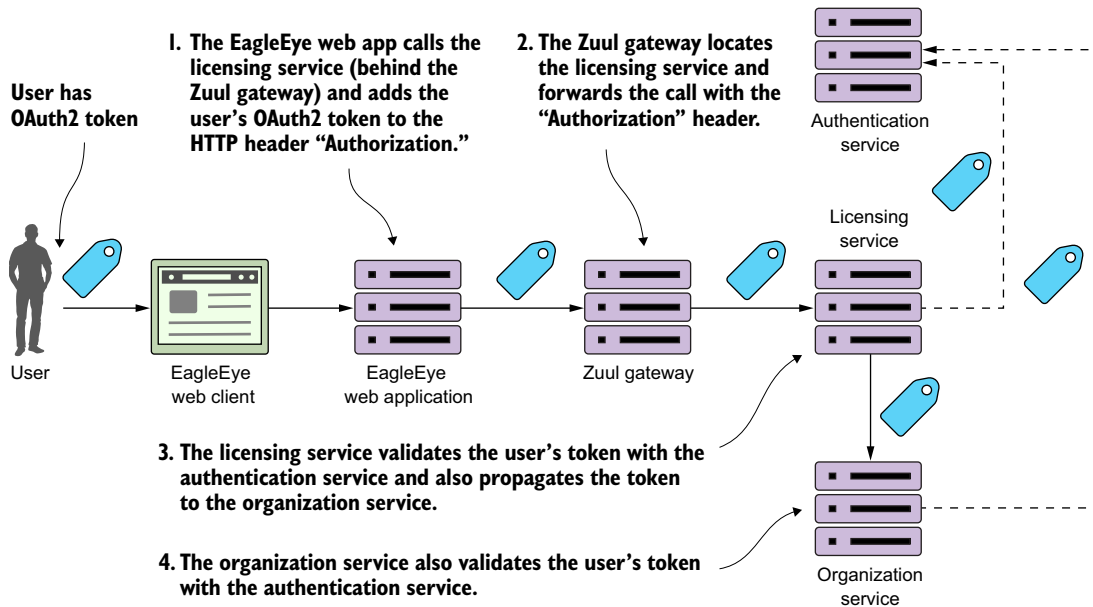 1. The EagleEye web app calls the
licensing service (behind the
Zuul gateway) and adds the
user’s OAuth2 token to the
HTTP header “Authorization.”
2. The Zuul gateway locates
the licensing service and
forwards the call with the
“Authorization” header.
User has
OAuth2 token
Authentication
service
Licensing
service
User
EagleEye
web client
EagleEye
web application
Zuul gateway
3. The licensing service validates the user’s token with the
authentication service and also propagates the token
to the organization service.
4. The organization service also validates the user’s token
with the authentication service.
Organization
service